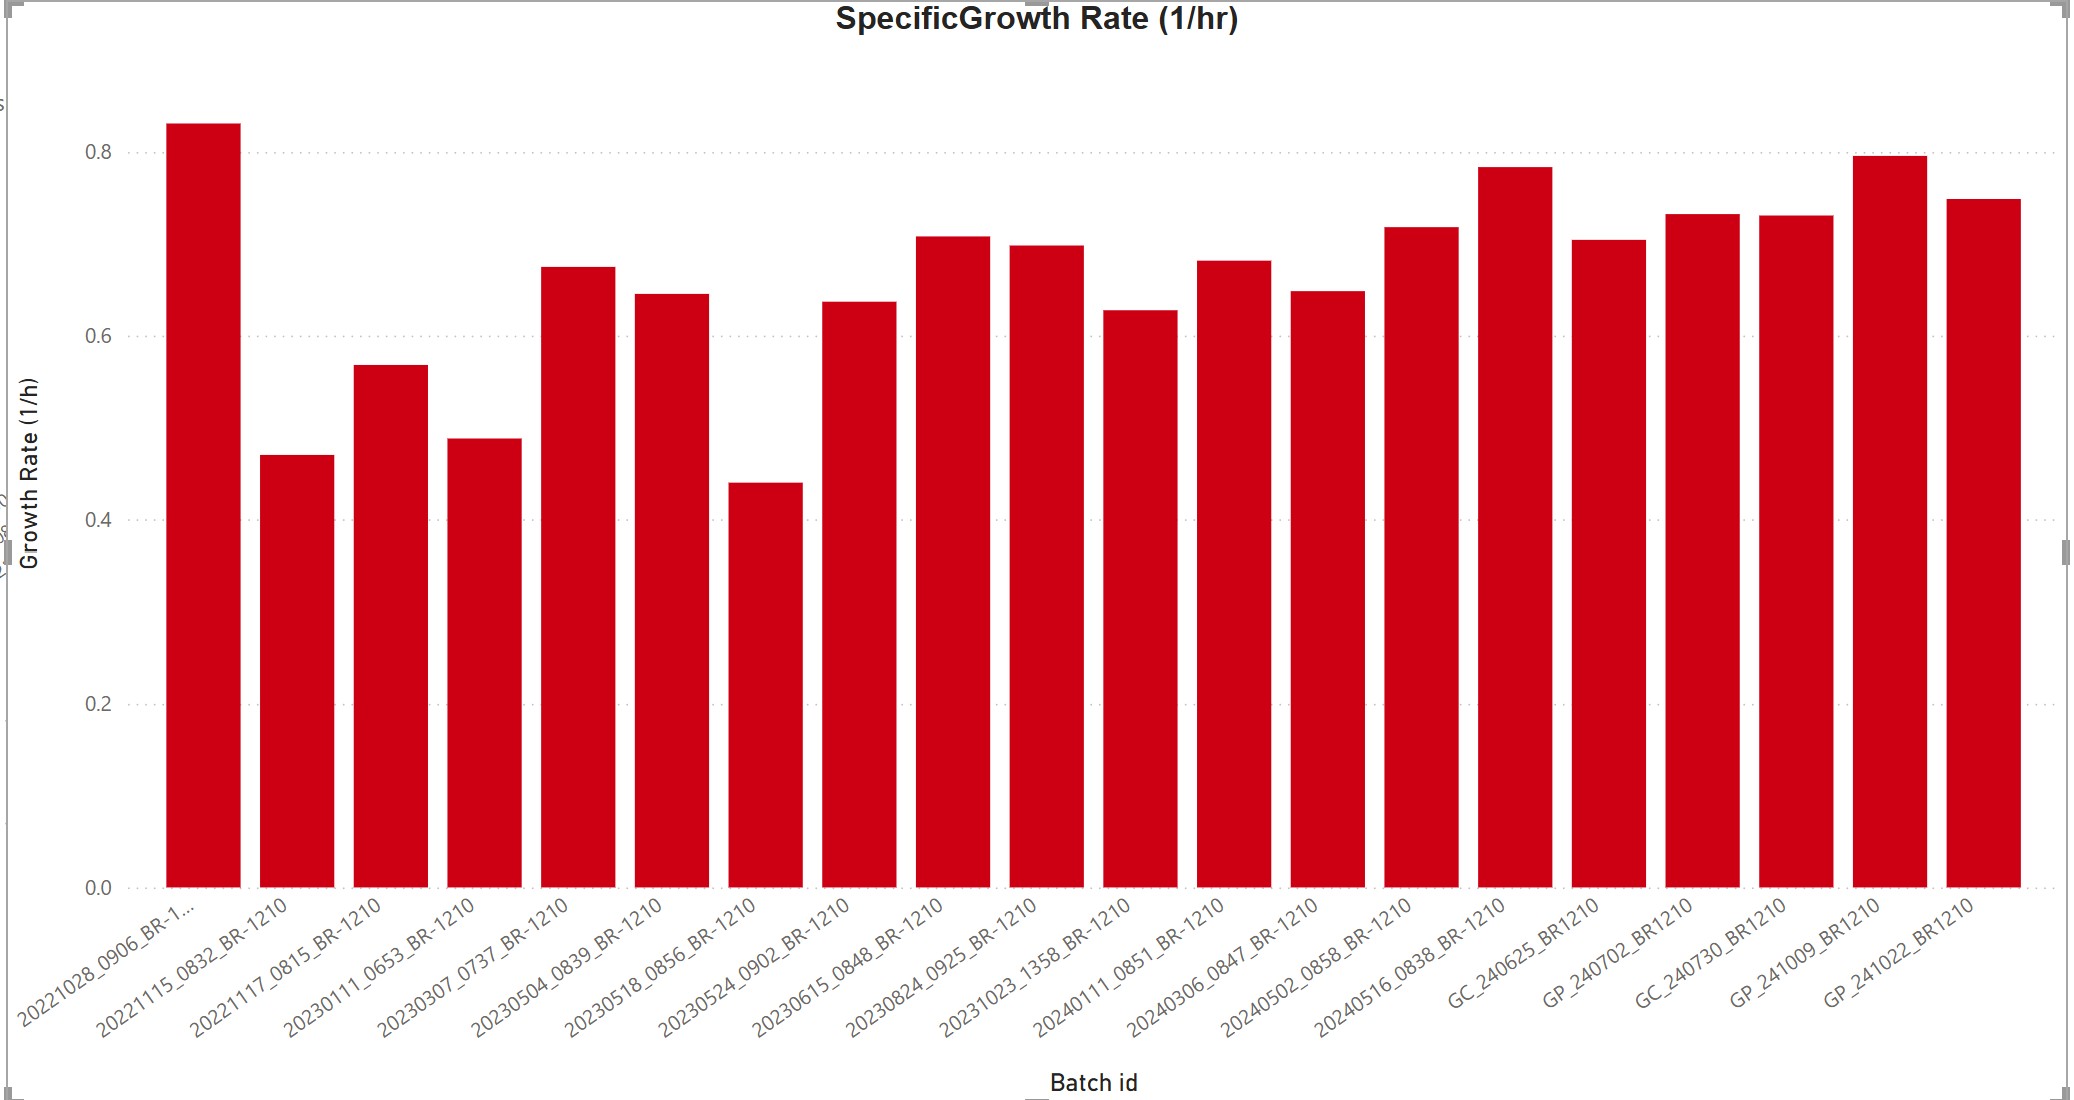 SpecificGrowth Rate (1/hr)
Growth Rate (1/h)
0.8
0.6
0.4
0.2
0.0
20221028_0906_BR-1...
20221115_0832_BR-1210
20221117_0815_BR-1210
20230111_0653_BR-1210
20230307_0737_BR-1210
20230504_0839_BR-1210
20230518_0856_BR-1210
20230524_0902_BR-1210
20230615_0848_BR-1210
20230824_0925_BR-1210
20231023_1358_BR-1210
20240111_0851_BR-1210
20240306_0847_BR-1210
20240502_0858_BR-1210
20240516_0838_BR-1210
GC_240625_BR1210
GP_240702_BR1210
GC_240730_BR1210
GP_241009_BR1210
GP_241022_BR1210
Batch id